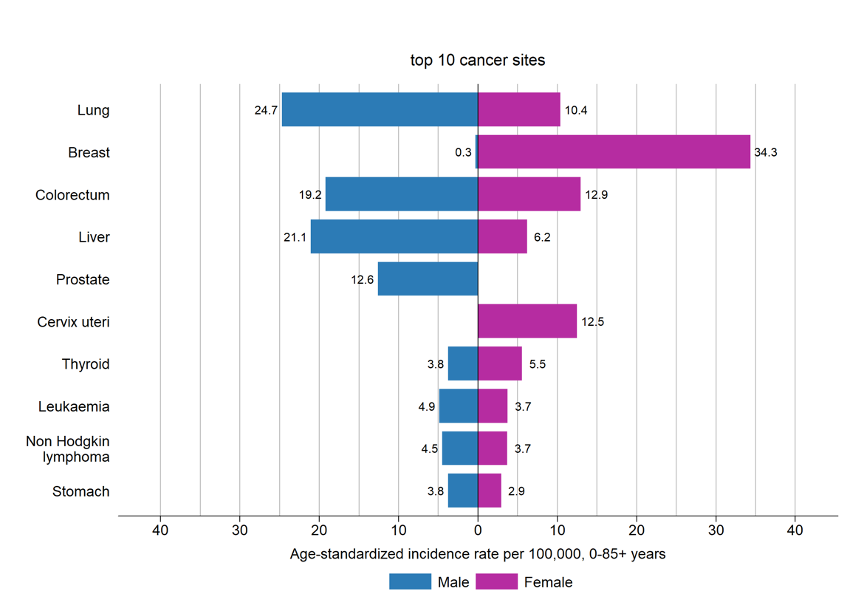 top 10 cancer sites
Lung 24.7 10.4
Breast 0.3 34.3
Colorectum 19.2 12.9
Liver 21.1 6.2
Prostate 12.6
Cervix uteri 12.5
Thyroid 3.8 5.5
Leukaemia 4.9 3.7
Non Hodgkin
lymphoma 4.5 3.7
Stomach 3.8 2.9
40 30 20 10 0 10 20 30 40
Age-standardized incidence rate per 100,000, 0-85+ years
Male Female